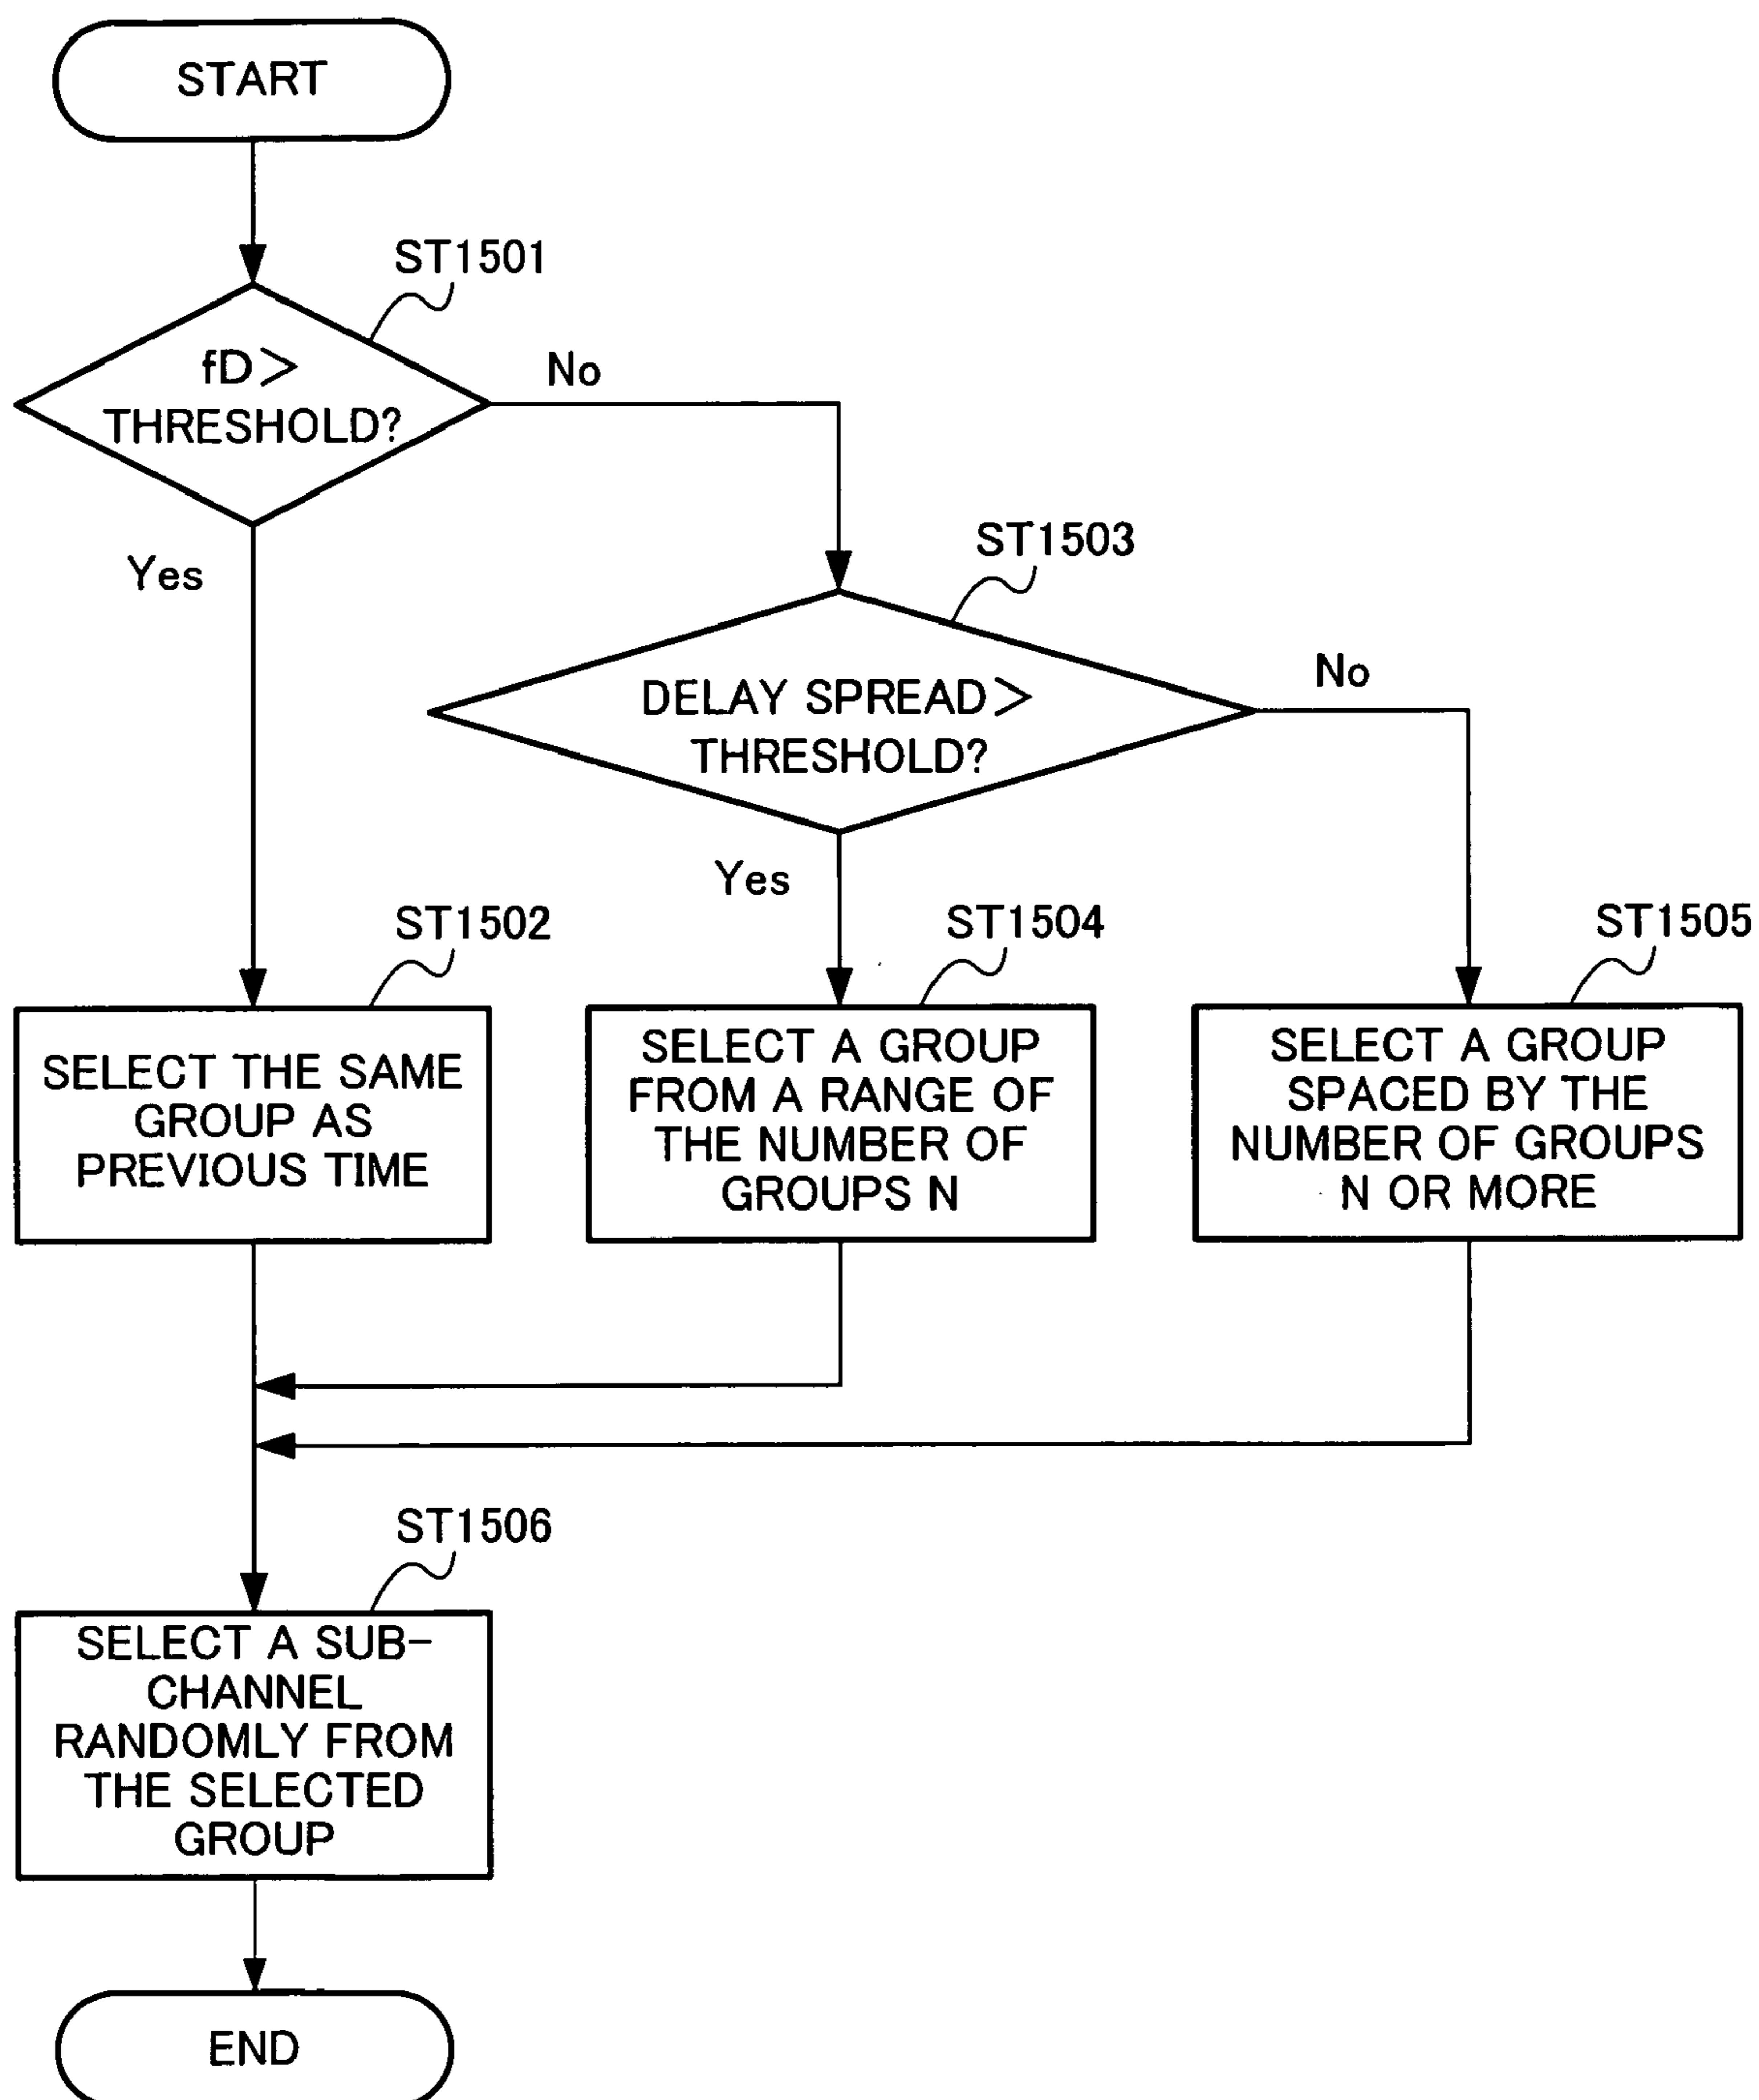 START
ST1501
fD>
THRESHOLD?
No
Yes
ST1503
DELAY SPREAD>
THRESHOLD?
No
Yes
ST1502
SELECT THE SAME
GROUP AS
PREVIOUS TIME
ST1504
SELECT A GROUP
FROM A RANGE OF
THE NUMBER OF
GROUPS N
ST1505
SELECT A GROUP
SPACED BY THE
NUMBER OF GROUPS
N OR MORE
ST1506
SELECT A SUB-
CHANNEL
RANDOMLY FROM
THE SELECTED
GROUP
END